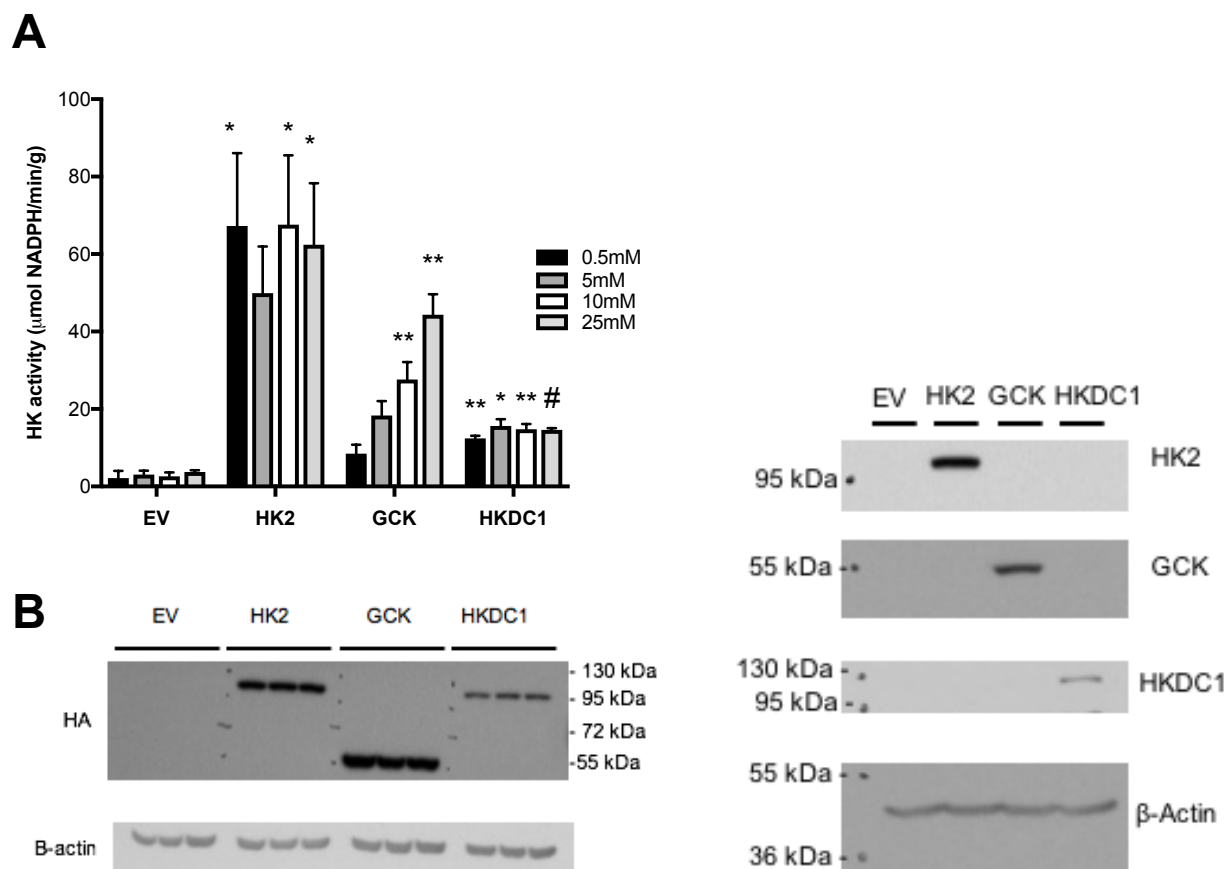 A
HK activity (μmol NADPH/min/g)
100
80
60
40
20
0
* * *
** **
** * ** #
0.5mM
5mM
10mM
25mM
EV HK2 GCK HKDC1
B
EV HK2 GCK HKDC1
HA
- 130 kDa
- 95 kDa
- 72 kDa
-55 kDa
B-actin
EV HK2 GCK HKDC1
95 kDa
HK2
55 kDa -
GCK
130 kDa -
95 kDa -
HKDC1
55 kDa -
β-Actin
36 kDa -